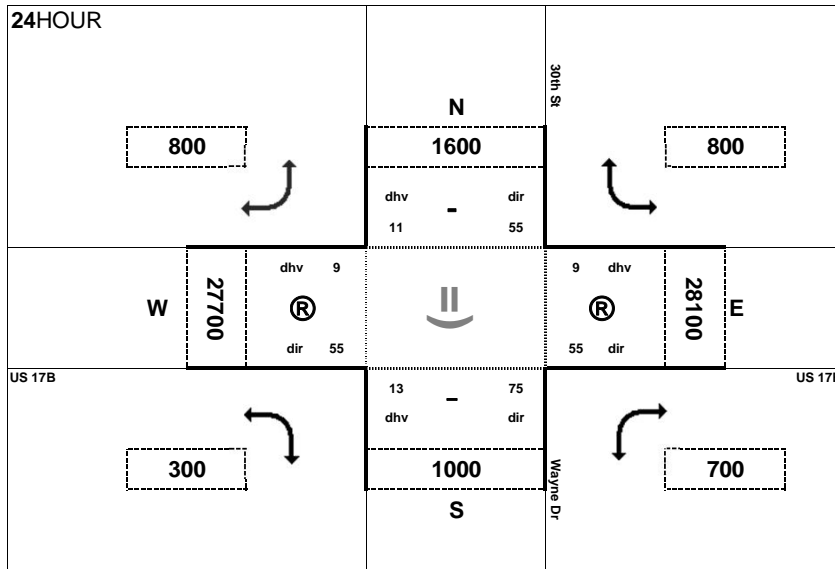 24HOUR
30th St
N
800
1600
800
dhv
-
dir
11
55
dhv 9
9 dhv
W
27700
®
=)
®
28100
E
dir 55
55 dir
US 17B
13
-
75
US 17
dhv
dir
300
1000
700
Wayne Dr
S